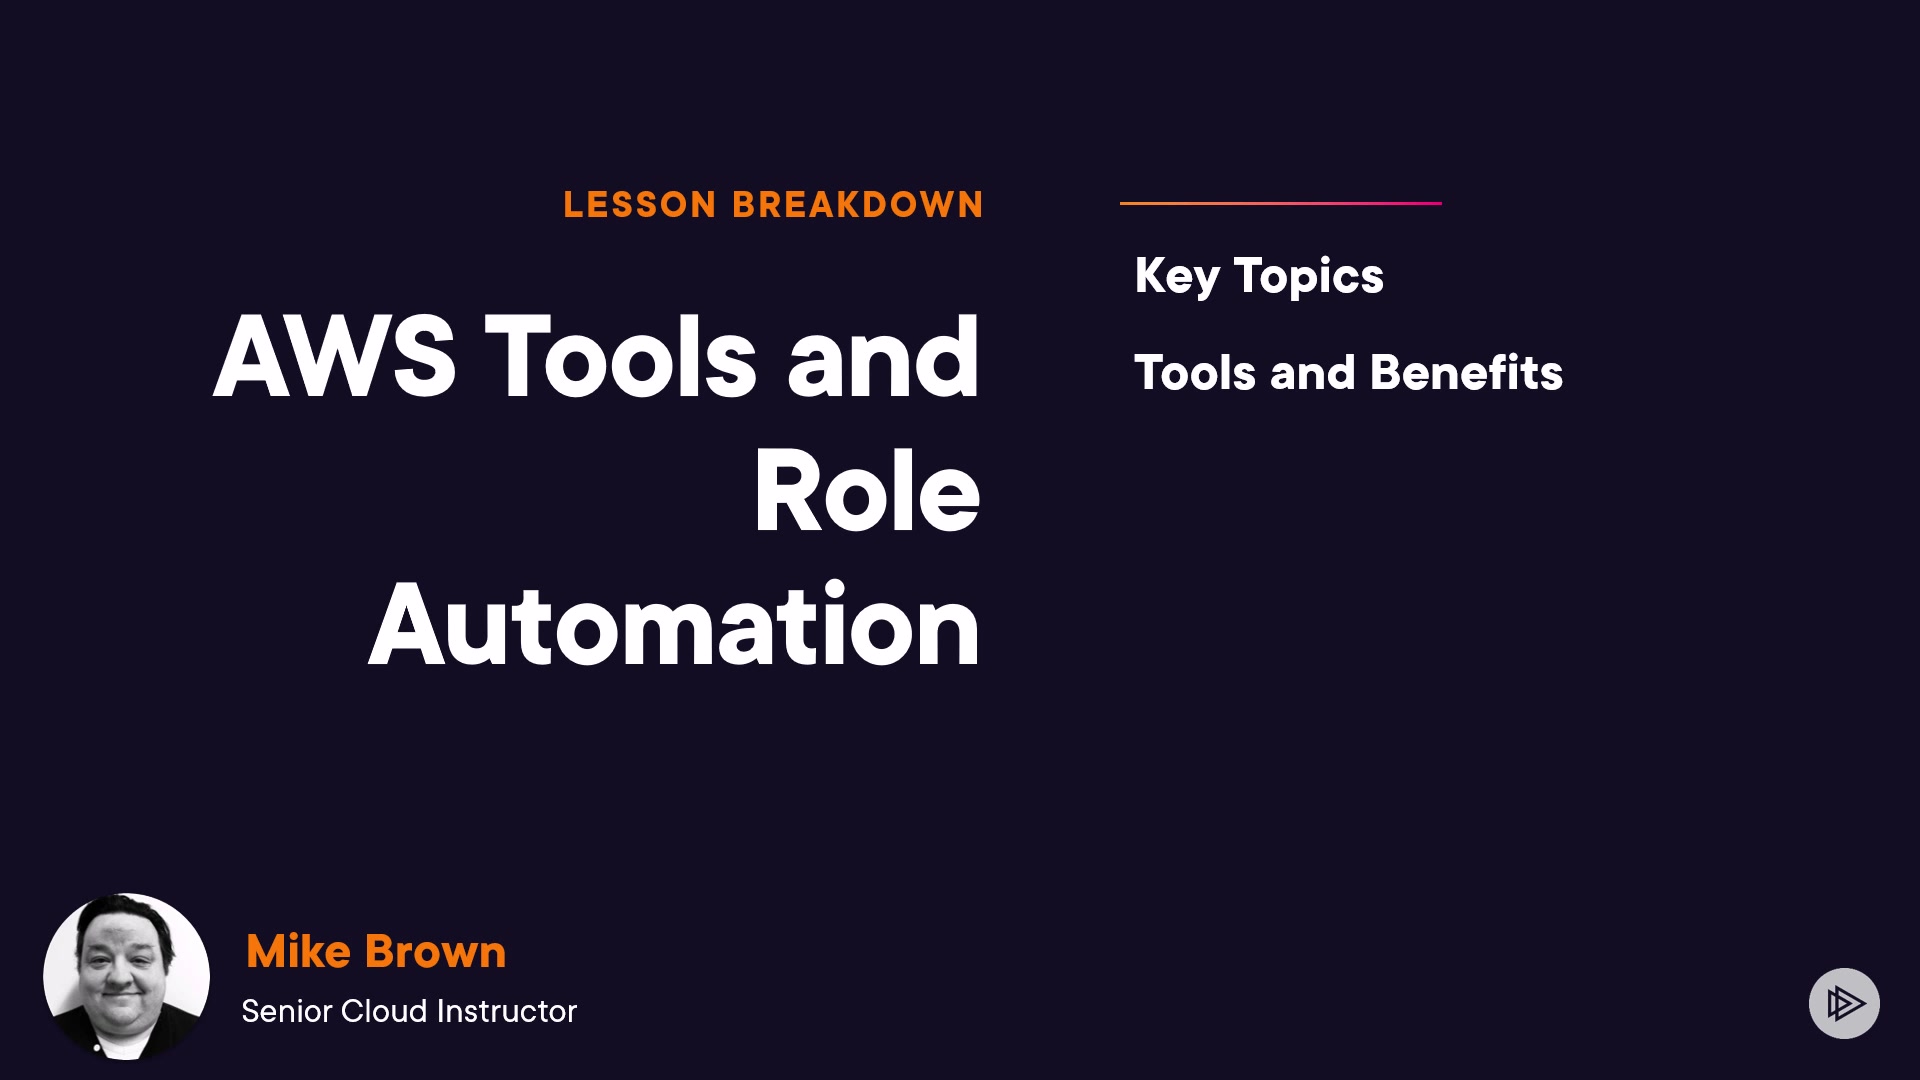 LESSON BREAKDOWN
AWS Tools and
Role
Automation
Key Topics
Tools and Benefits
Mike Brown
Senior Cloud Instructor